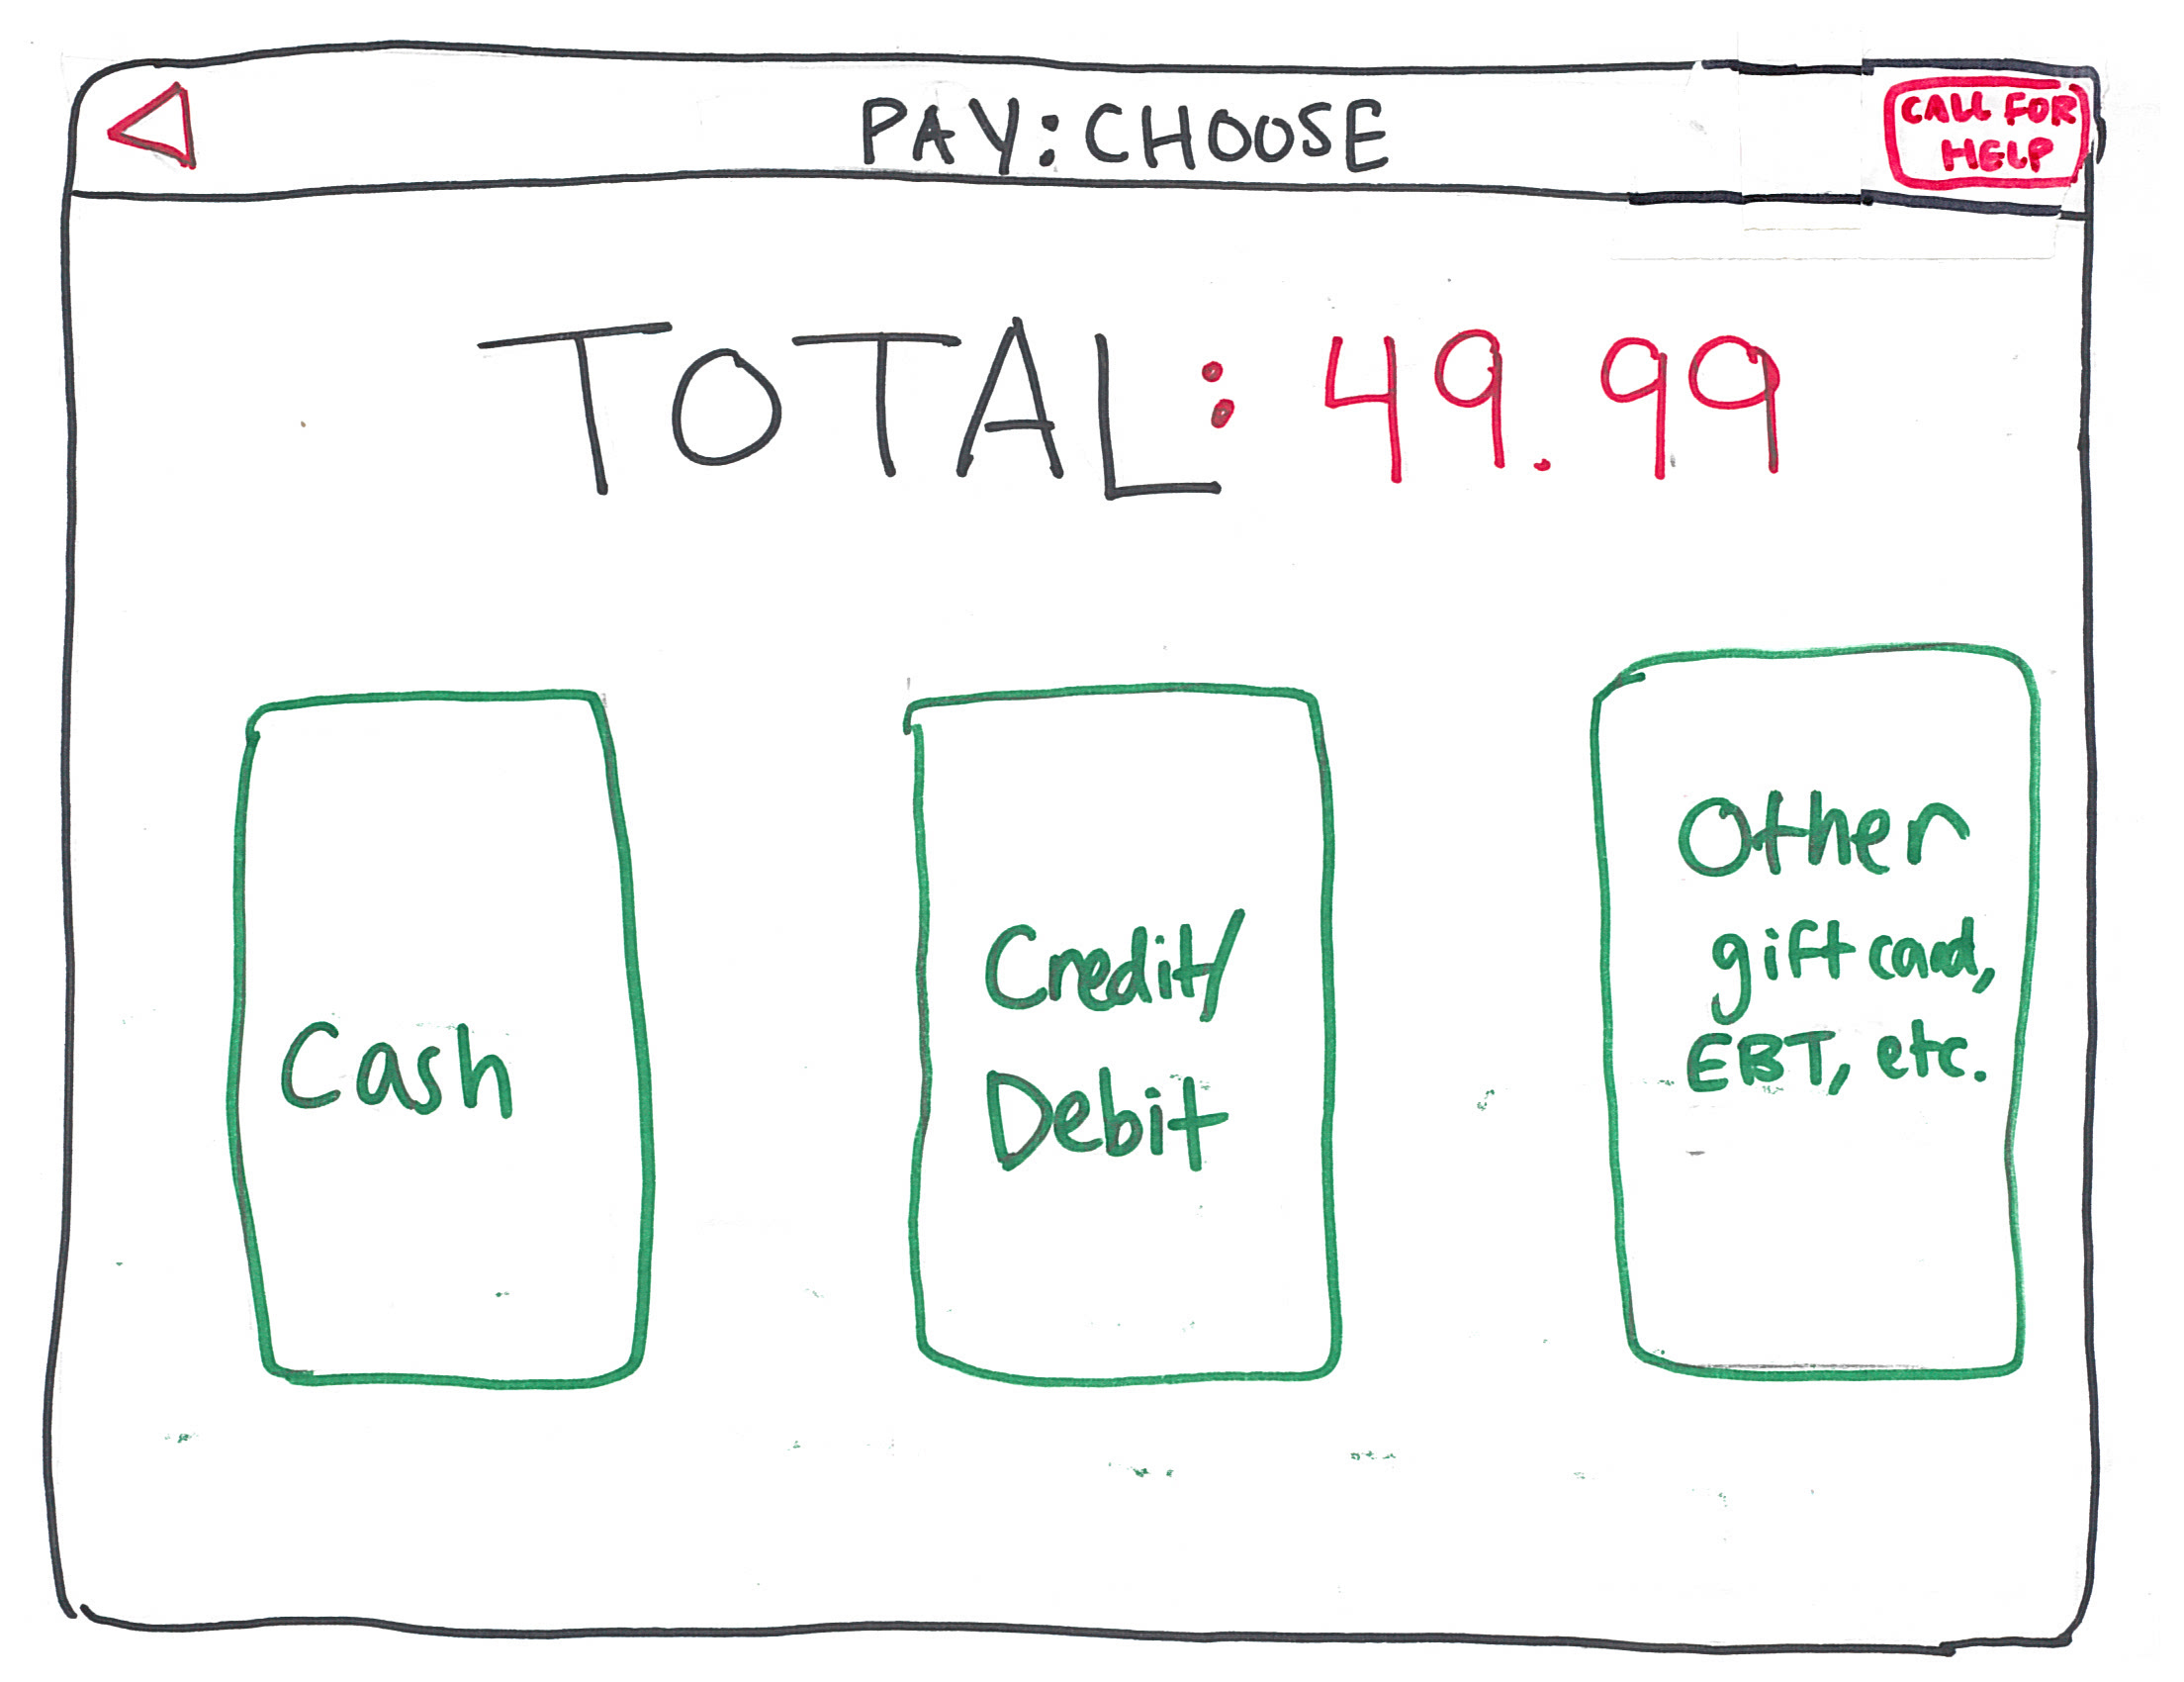 PAY: CHOOSE
CALL FOR
HELP
TOTAL: 49.99
Cash
Credit/
Debit
Other
gift card,
EBT, etc.